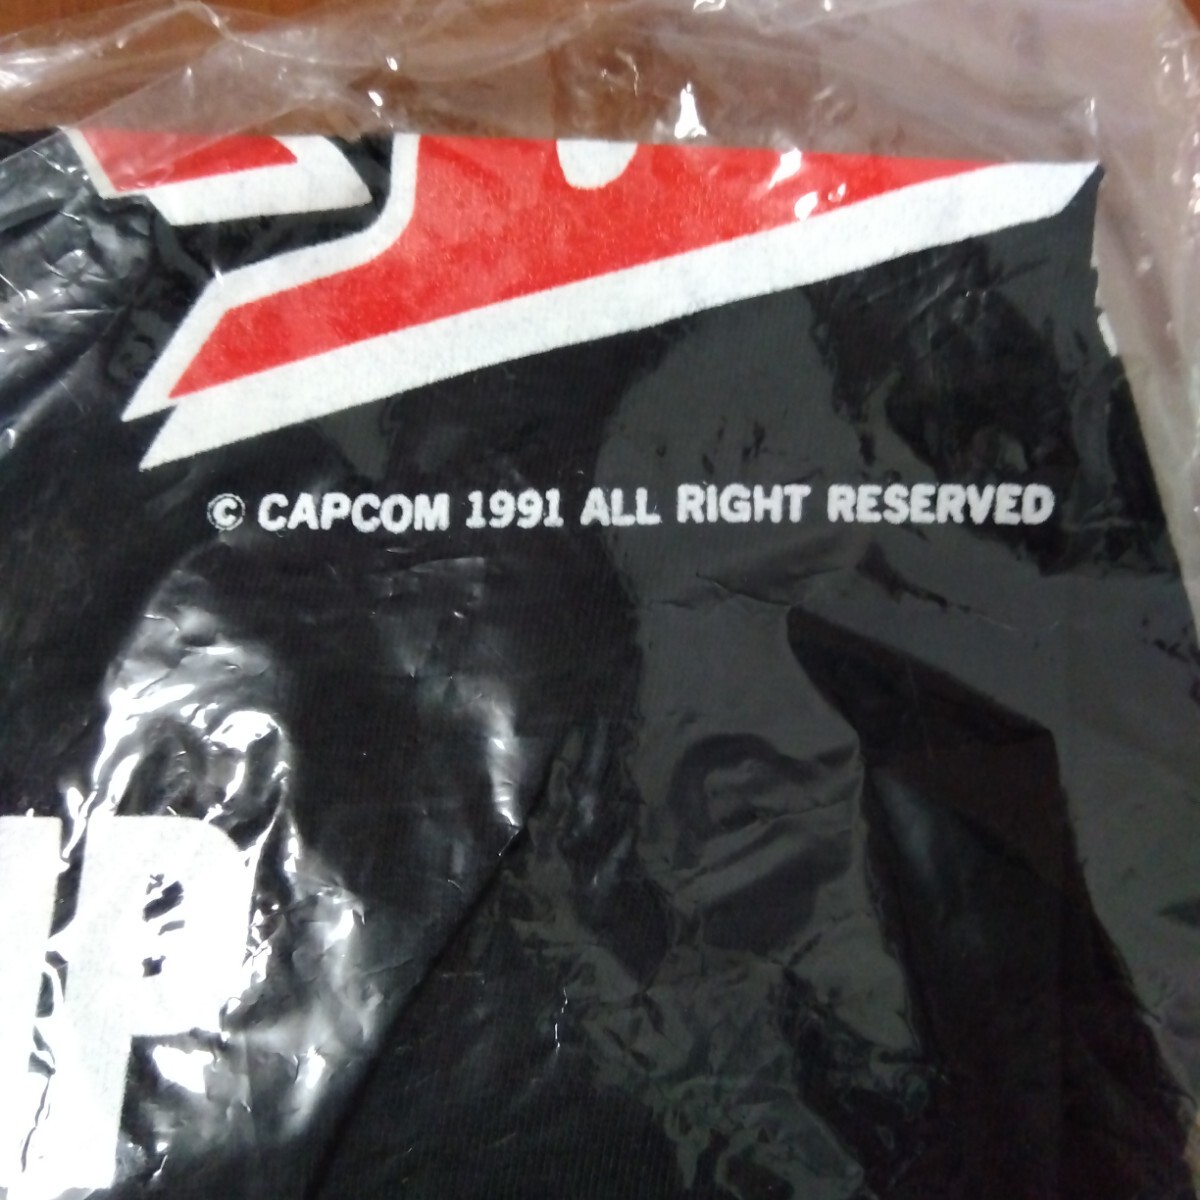 © CAPCOM 1991 ALL RIGHT RESERVED
P